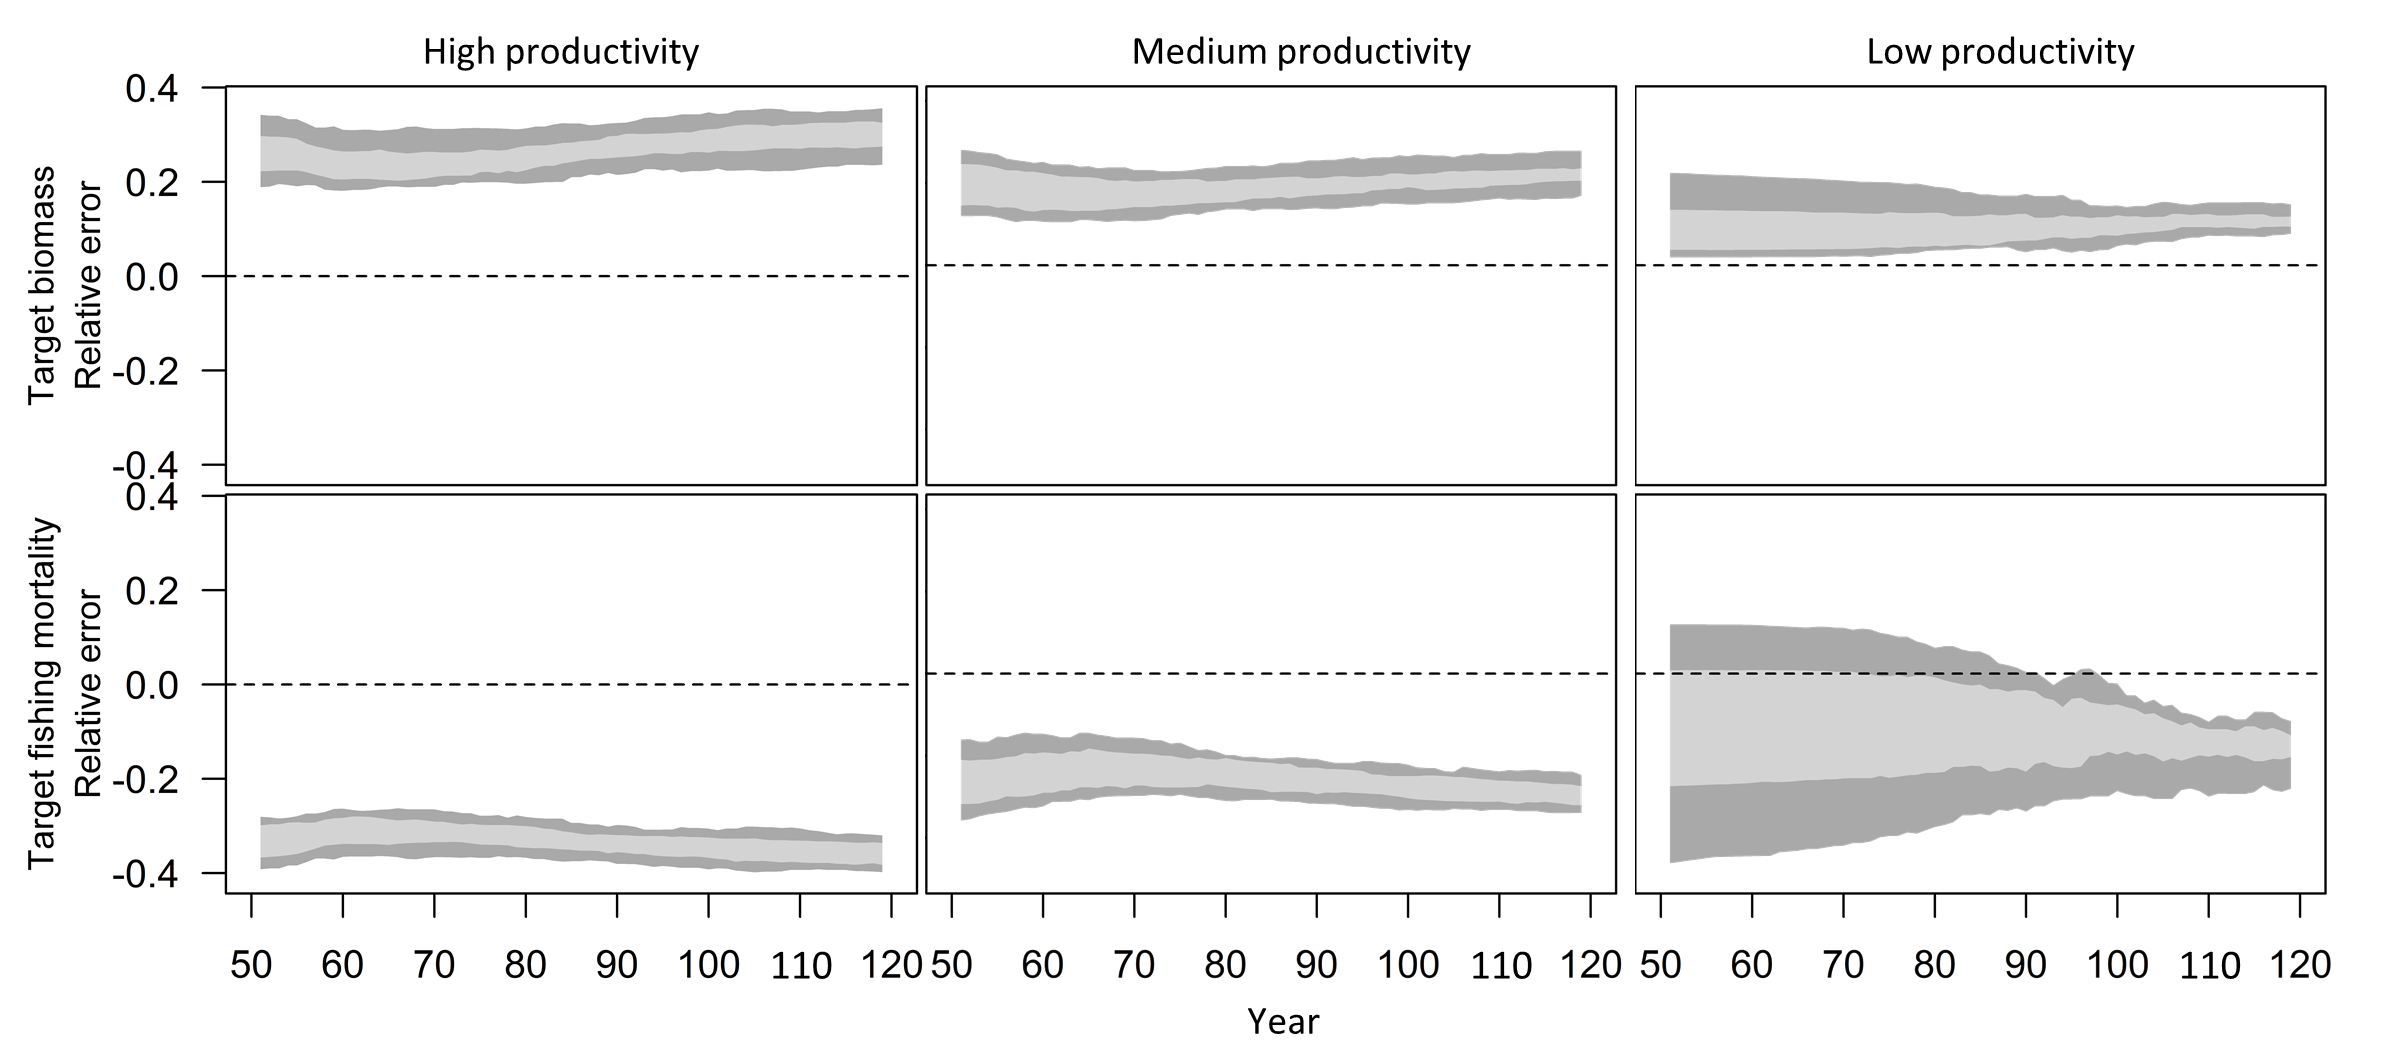 High productivity
Medium productivity
Low productivity
Target biomass
Relative error
0.4
0.2
0.0
-0.2
-0.4
Target fishing mortality
Relative error
0.4
0.2
0.0
-0.2
-0.4
50 60 70 80 90 100 110 120
50 60 70 80 90 100 110 120
50 60 70 80 90 100 110 120
Year